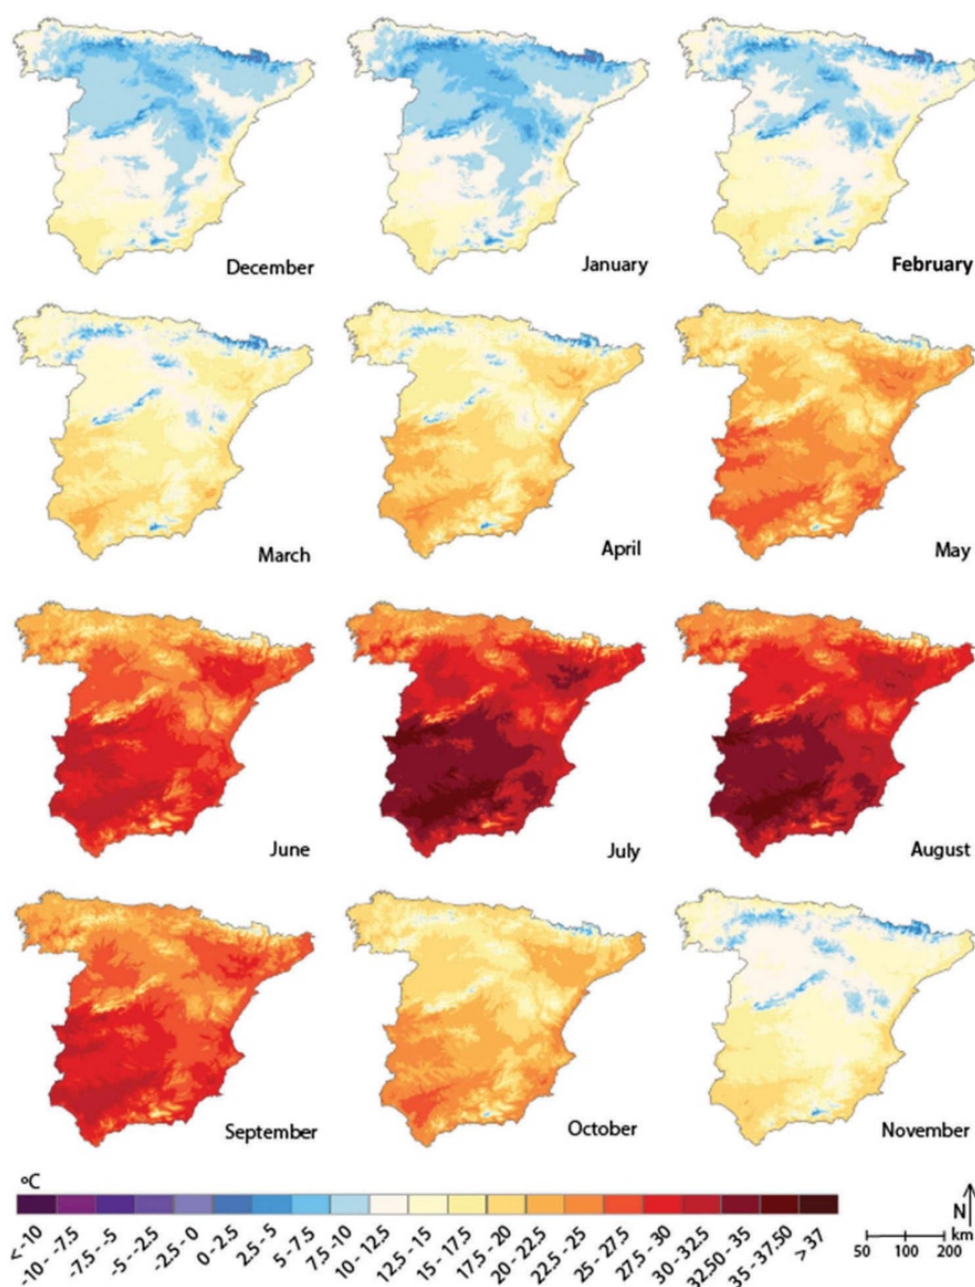 December
January
February
March
April
May
June
July
August
September
October
November
ºC
< -10
-10 - -7.5
-7.5 - -5
-5 - -2.5
-2.5 - 0
0 - 2.5
2.5 - 5
5 - 7.5
7.5 -10
10 - 12.5
12.5 - 15
15 - 17.5
17.5 - 20
20 - 22.5
22.5 - 25
25 - 27.5
27.5 - 30
30 - 32.5
32.50 - 35
35 - 37.50
> 37
N
km
50 100 200